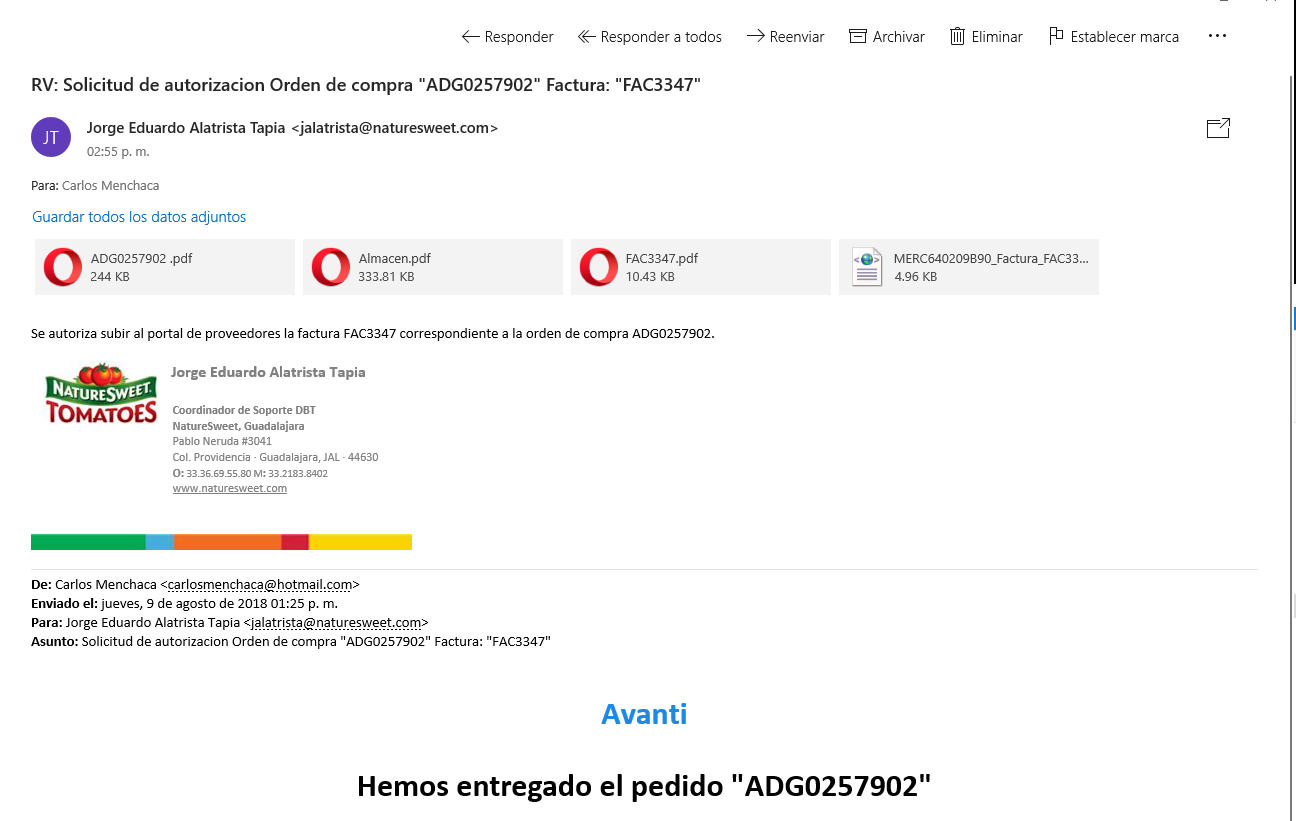 Responder Responder a todos Reenviar Archivar Eliminar Establecer marca ...
RV: Solicitud de autorizacion Orden de compra "ADG0257902" Factura: "FAC3347"
JT
Jorge Eduardo Alatrista Tapia <jalatrista@naturesweet.com>
02:55 p. m.
Para: Carlos Menchaca
Guardar todos los datos adjuntos
ADG0257902 .pdf
244 KB
Almacen.pdf
333.81 KB
FAC3347.pdf
10.43 KB
MERC640209B90_Factura_FAC33...
4.96 KB
Se autoriza subir al portal de proveedores la factura FAC3347 correspondiente a la orden de compra ADG0257902.
NATURESWEET
TOMATOES
Jorge Eduardo Alatrista Tapia
Coordinador de Soporte DBT
NatureSweet, Guadalajara
Pablo Neruda #3041
Col. Providencia · Guadalajara, JAL · 44630
O: 33.36.69.55.80 M: 33.2183.8402
www.naturesweet.com
De: Carlos Menchaca <carlosmenchaca@hotmail.com>
Enviado el: jueves, 9 de agosto de 2018 01:25 p. m.
Para: Jorge Eduardo Alatrista Tapia <jalatrista@naturesweet.com>
Asunto: Solicitud de autorizacion Orden de compra "ADG0257902" Factura: "FAC3347"
Avanti
Hemos entregado el pedido "ADG0257902"